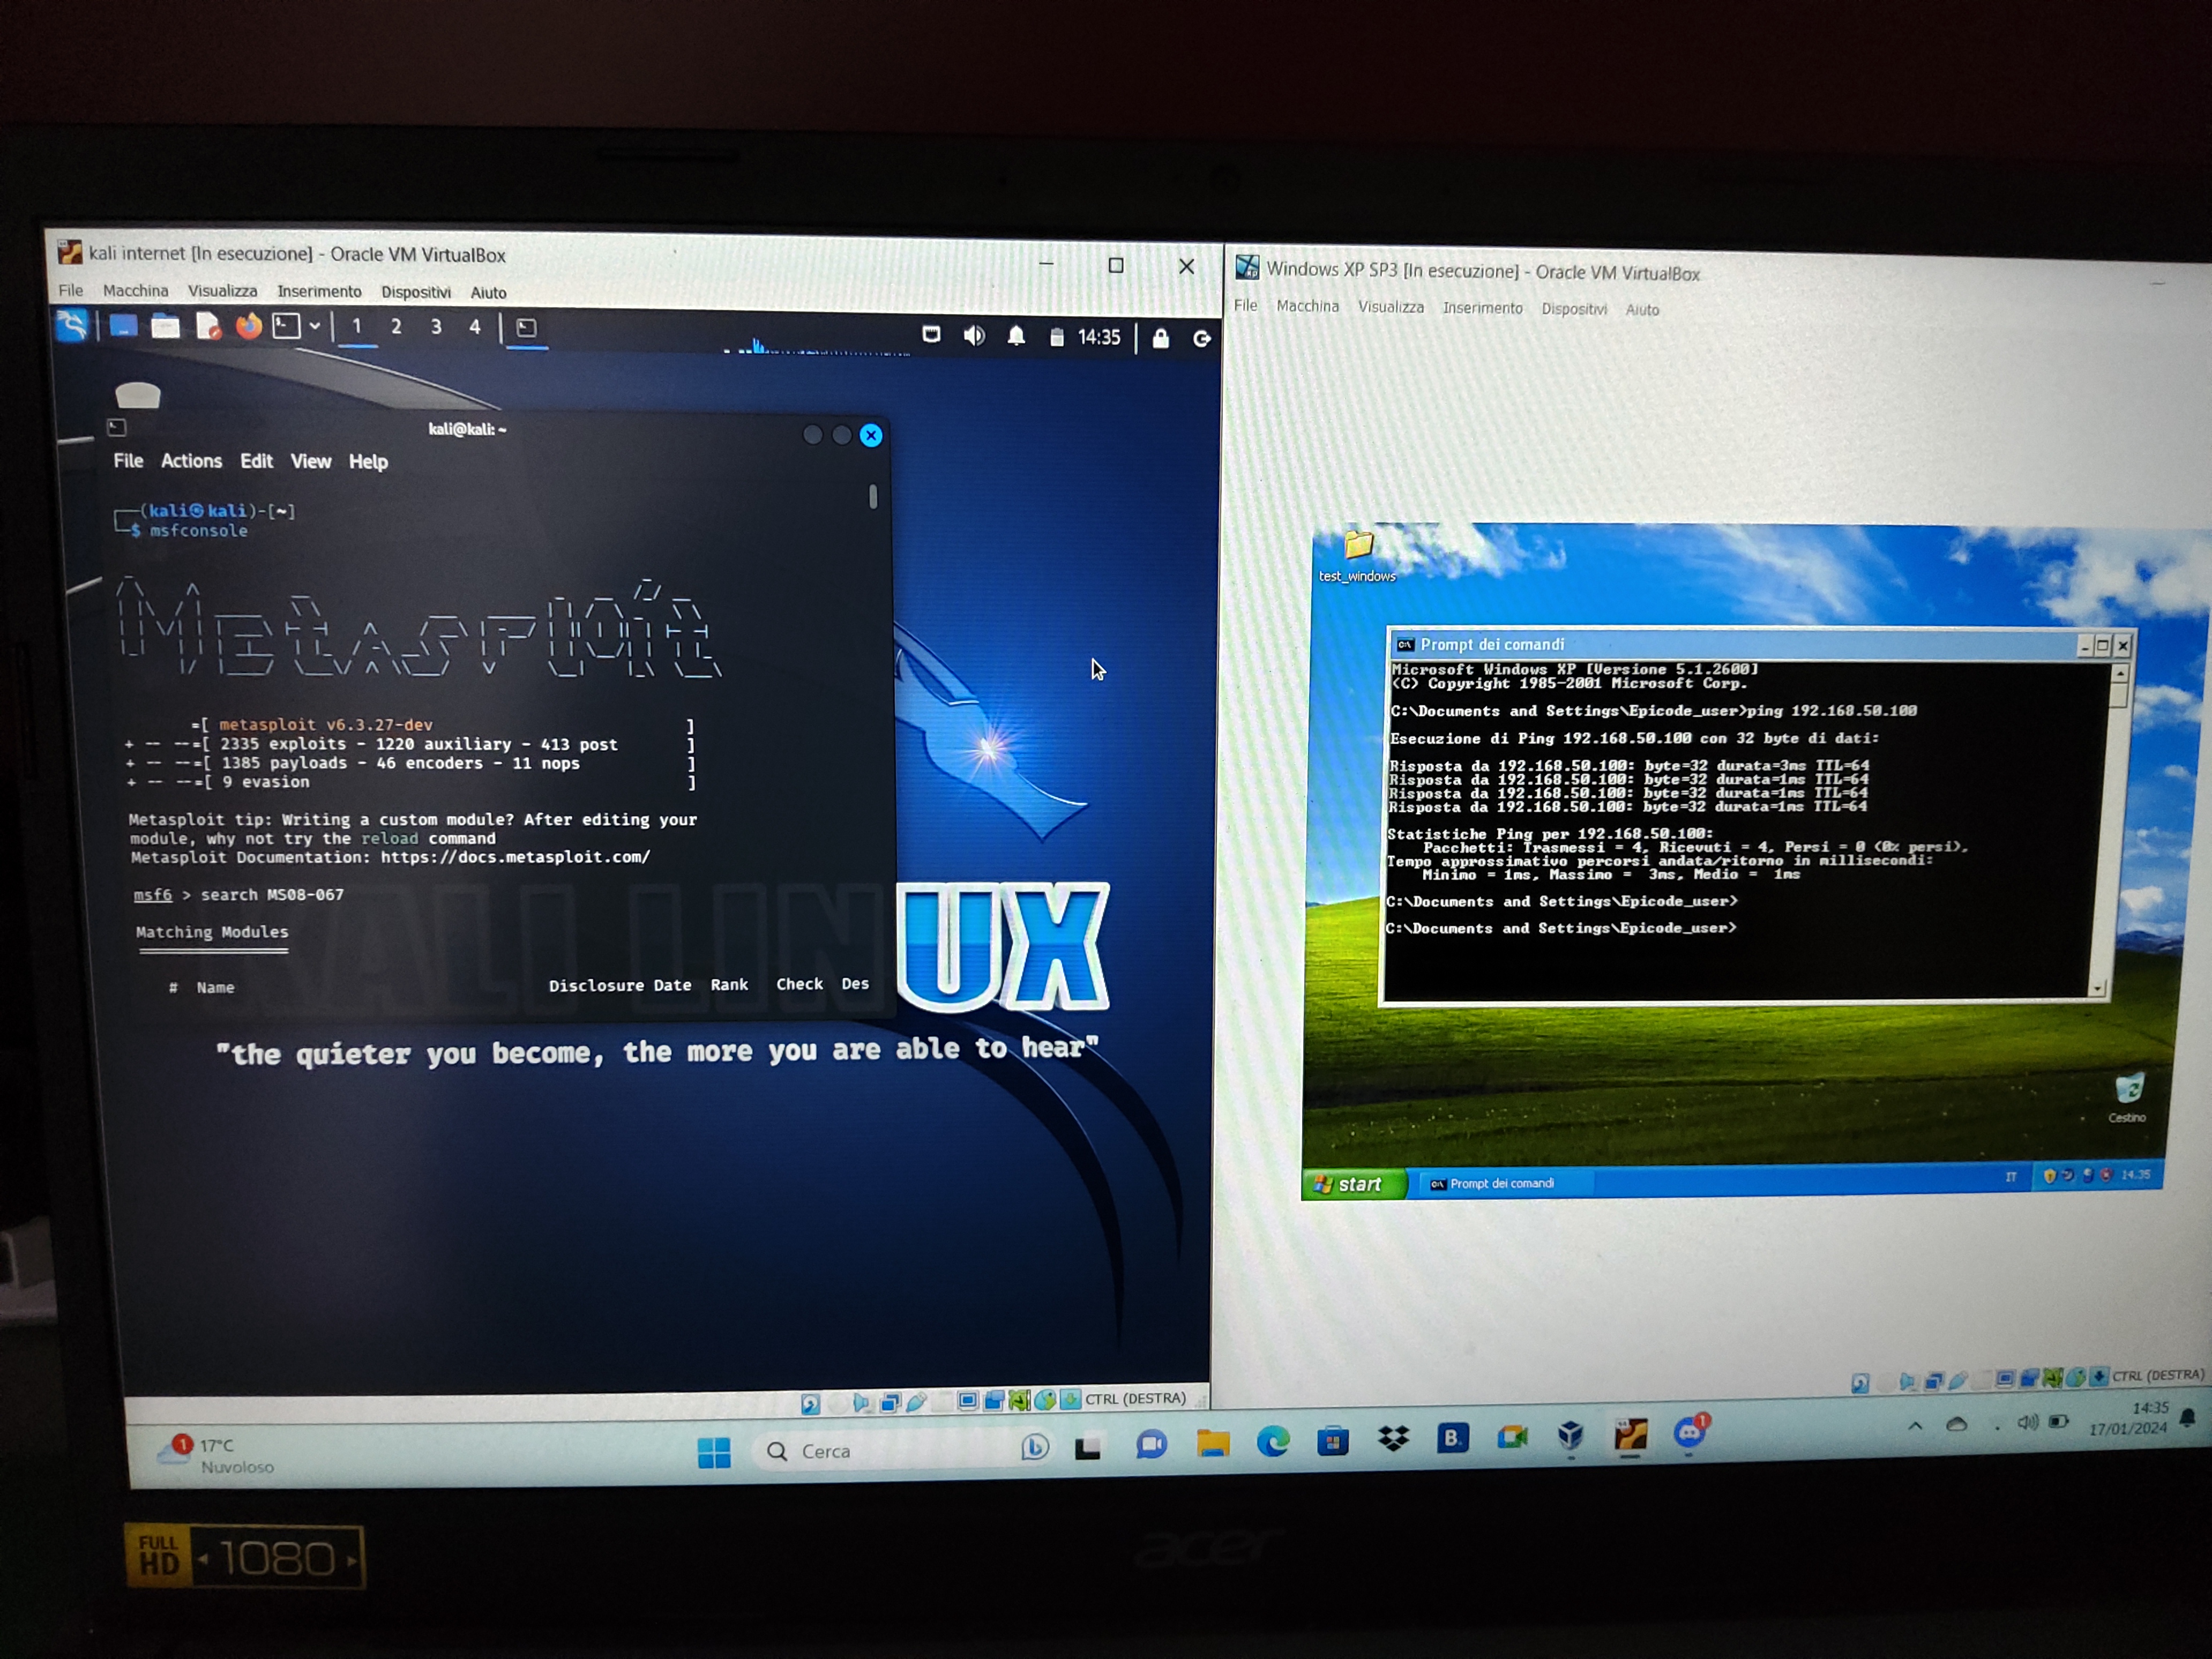 kali internet [In esecuzione] - Oracle VM VirtualBox
File Macchina Visualizza Inserimento Dispositivi Aiuto
1 2 3 4
14:35
kali@kali: ~
File Actions Edit View Help
(kali㉿kali)-[~]
$ msfconsole
METASPLOIT
=[ metasploit v6.3.27-dev ]
+ -- --=[ 2335 exploits - 1220 auxiliary - 413 post ]
+ -- --=[ 1385 payloads - 46 encoders - 11 nops ]
+ -- --=[ 9 evasion ]
Metasploit tip: Writing a custom module? After editing your
module, why not try the reload command
Metasploit Documentation: https://docs.metasploit.com/
msf6 > search MS08-067
Matching Modules
# Name Disclosure Date Rank Check Des
KALI LINUX
"the quieter you become, the more you are able to hear"
CTRL (DESTRA)
Windows XP SP3 [In esecuzione] - Oracle VM VirtualBox
File Macchina Visualizza Inserimento Dispositivi Aiuto
test_windows
Prompt dei comandi
Microsoft Windows XP [Versione 5.1.2600]
(C) Copyright 1985-2001 Microsoft Corp.
C:\Documents and Settings\Epicode_user>ping 192.168.50.100
Esecuzione di Ping 192.168.50.100 con 32 byte di dati:
Risposta da 192.168.50.100: byte=32 durata=3ms TTL=64
Risposta da 192.168.50.100: byte=32 durata=1ms TTL=64
Risposta da 192.168.50.100: byte=32 durata=1ms TTL=64
Risposta da 192.168.50.100: byte=32 durata=1ms TTL=64
Statistiche Ping per 192.168.50.100:
Pacchetti: Trasmessi = 4, Ricevuti = 4, Persi = 0 (0% persi),
Tempo approssimativo percorsi andata/ritorno in millisecondi:
Minimo = 1ms, Massimo = 3ms, Medio = 1ms
C:\Documents and Settings\Epicode_user>
C:\Documents and Settings\Epicode_user>
Cestino
start
Prompt dei comandi
IT
14:35
CTRL (DESTRA)
1
17°C
Nuvoloso
Cerca
B.
1
14:35
17/01/2024
FULL HD 1080
acer